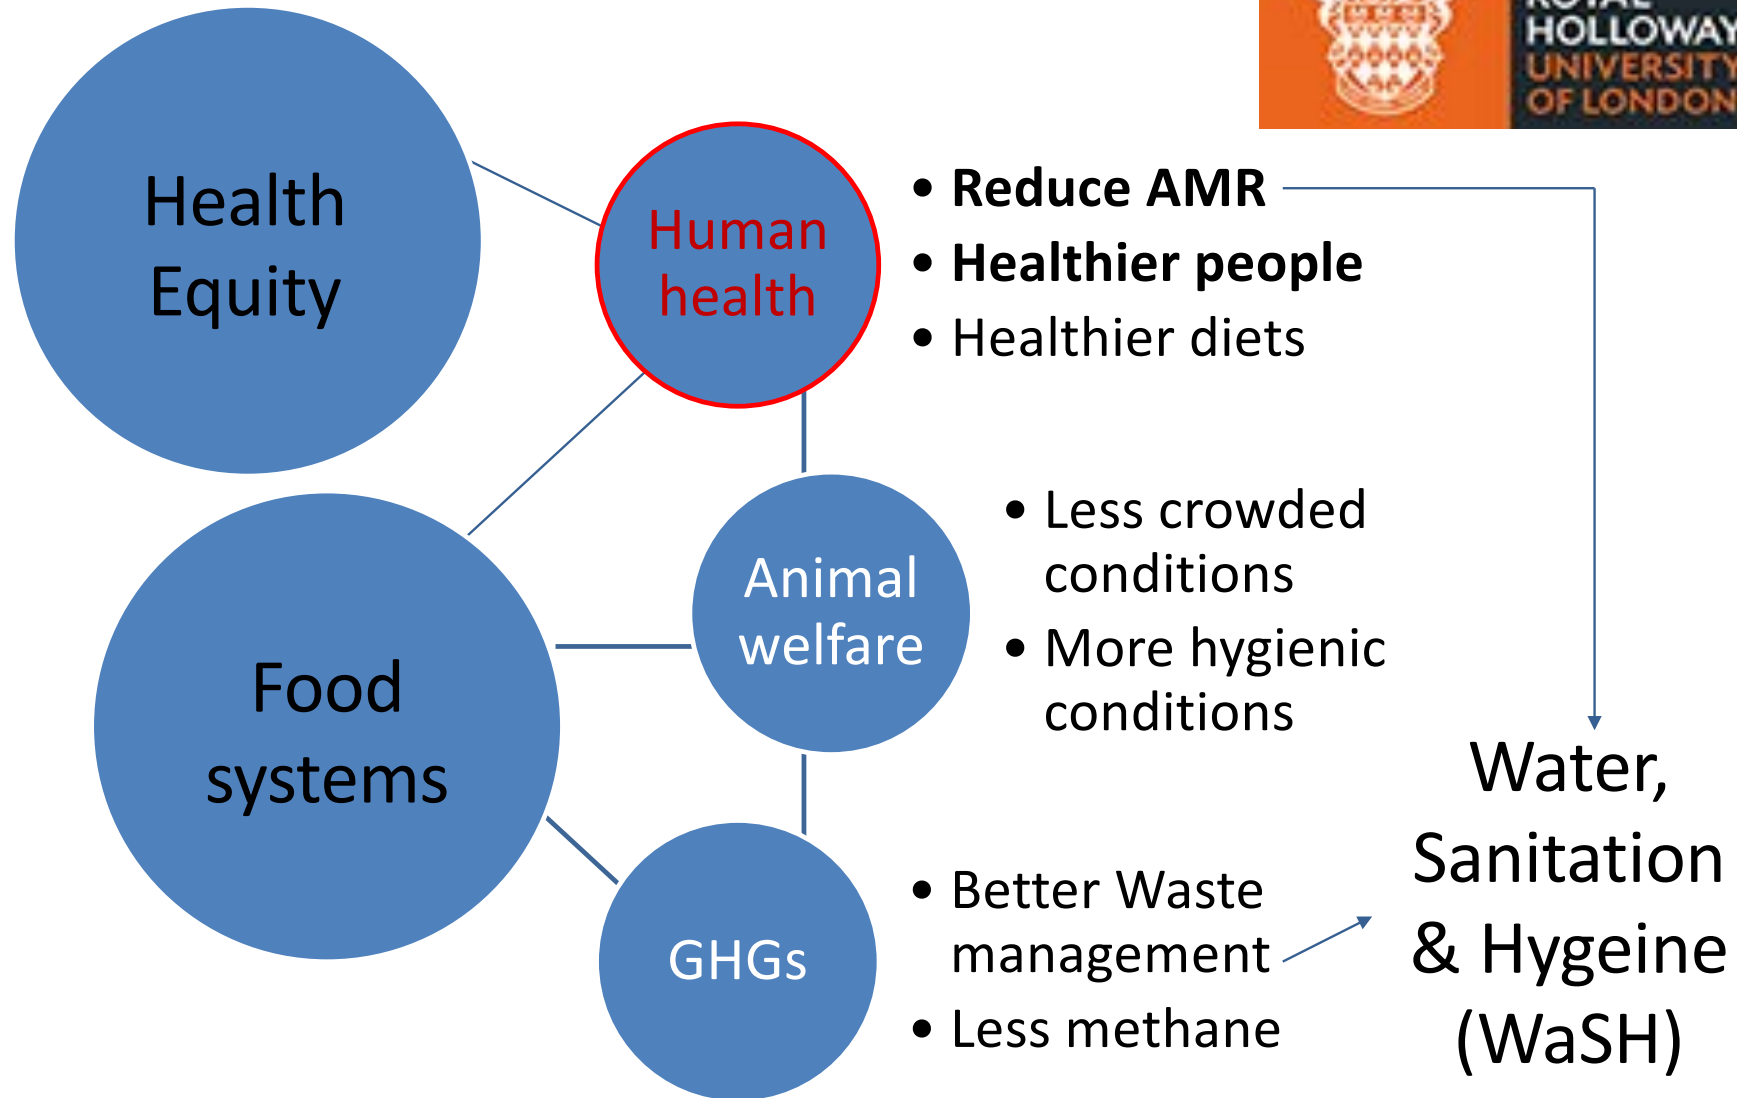 ROYAL
HOLLOWAY
UNIVERSITY
OF LONDON
Health
Equity
Human
health
• Reduce AMR
• Healthier people
• Healthier diets
Food
systems
Animal
welfare
• Less crowded
conditions
• More hygienic
conditions
GHGs
• Better Waste
management
• Less methane
Water,
Sanitation
& Hygeine
(WaSH)